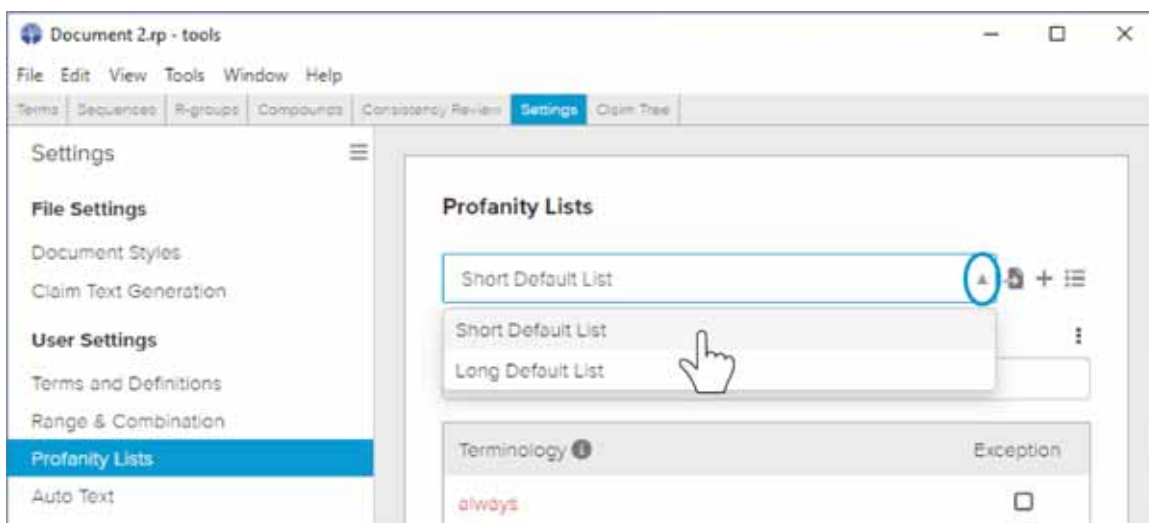 Document 2.rp - tools
File Edit View Tools Window Help
Terms Sequences R-groups Compounds Consistency Review Settings Claim Tree
Settings
File Settings
Document Styles
Claim Text Generation
User Settings
Terms and Definitions
Range & Combination
Profanity Lists
Auto Text
Profanity Lists
Short Default List
Short Default List
Long Default List
Terminology Exception
always